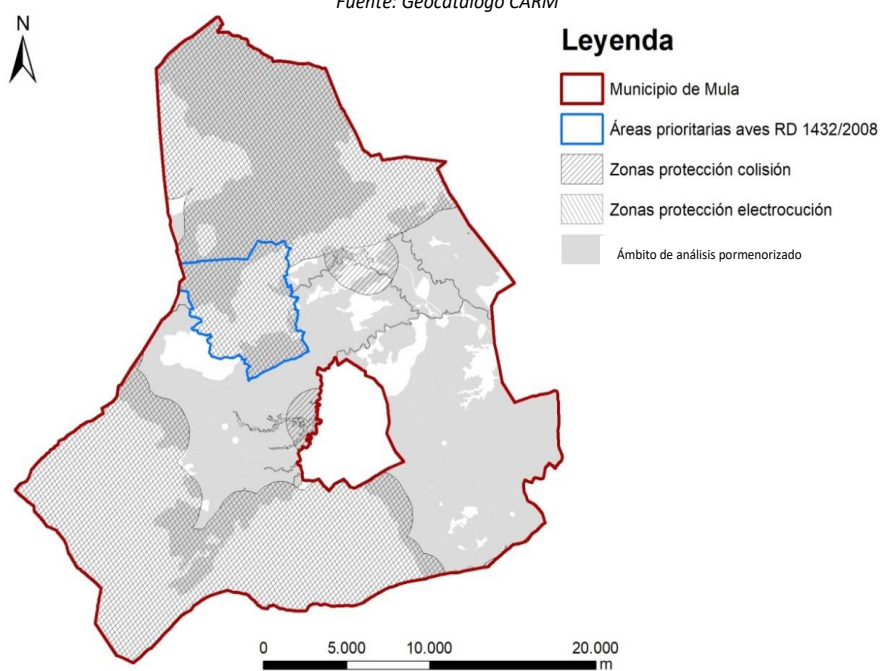 Fuente: Geocatálogo CARM
N
Leyenda
Municipio de Mula
Áreas prioritarias aves RD 1432/2008
Zonas protección colisión
Zonas protección electrocución
Ámbito de análisis pormenorizado
0 5.000 10.000 20.000
m